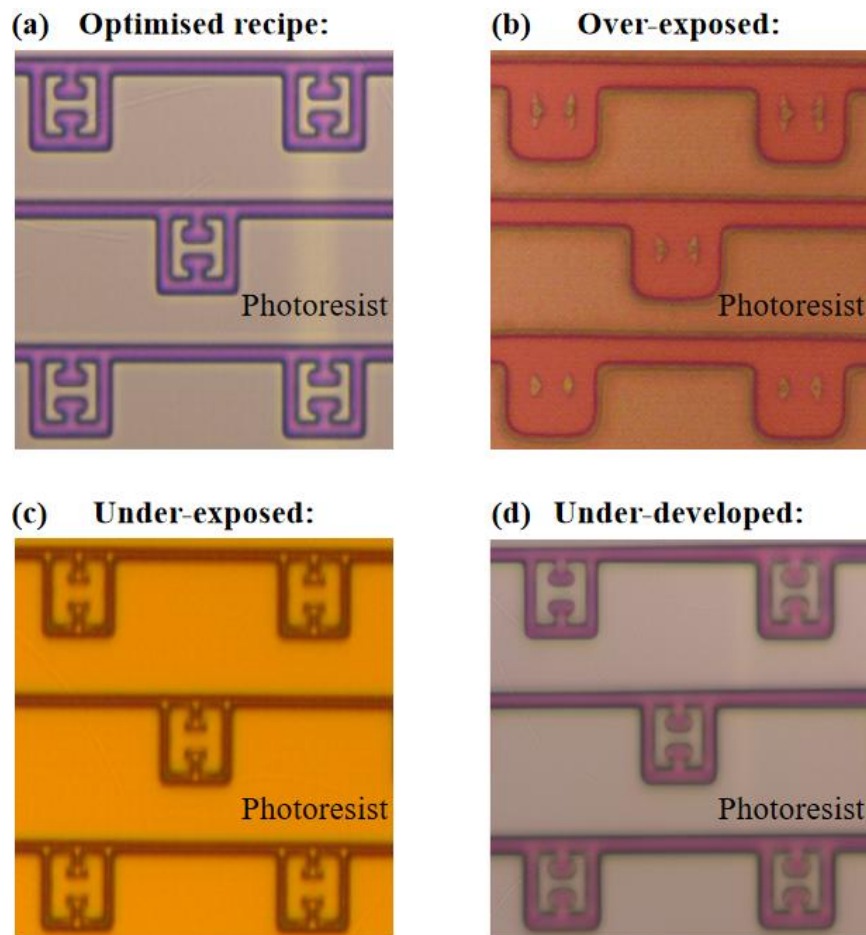 (a) Optimised recipe:
(b) Over-exposed:
Photoresist
Photoresist
(c) Under-exposed:
(d) Under-developed:
Photoresist
Photoresist